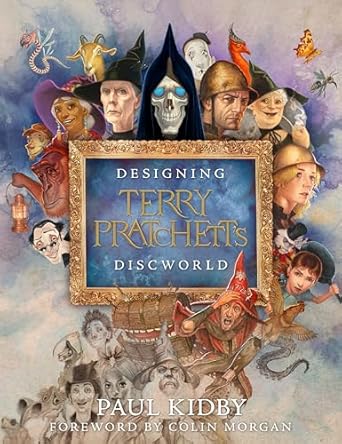 DESIGNING
TERRY
PRATCHETT's
DISCWORLD
PAUL KIDBY
FOREWORD BY COLIN MORGAN